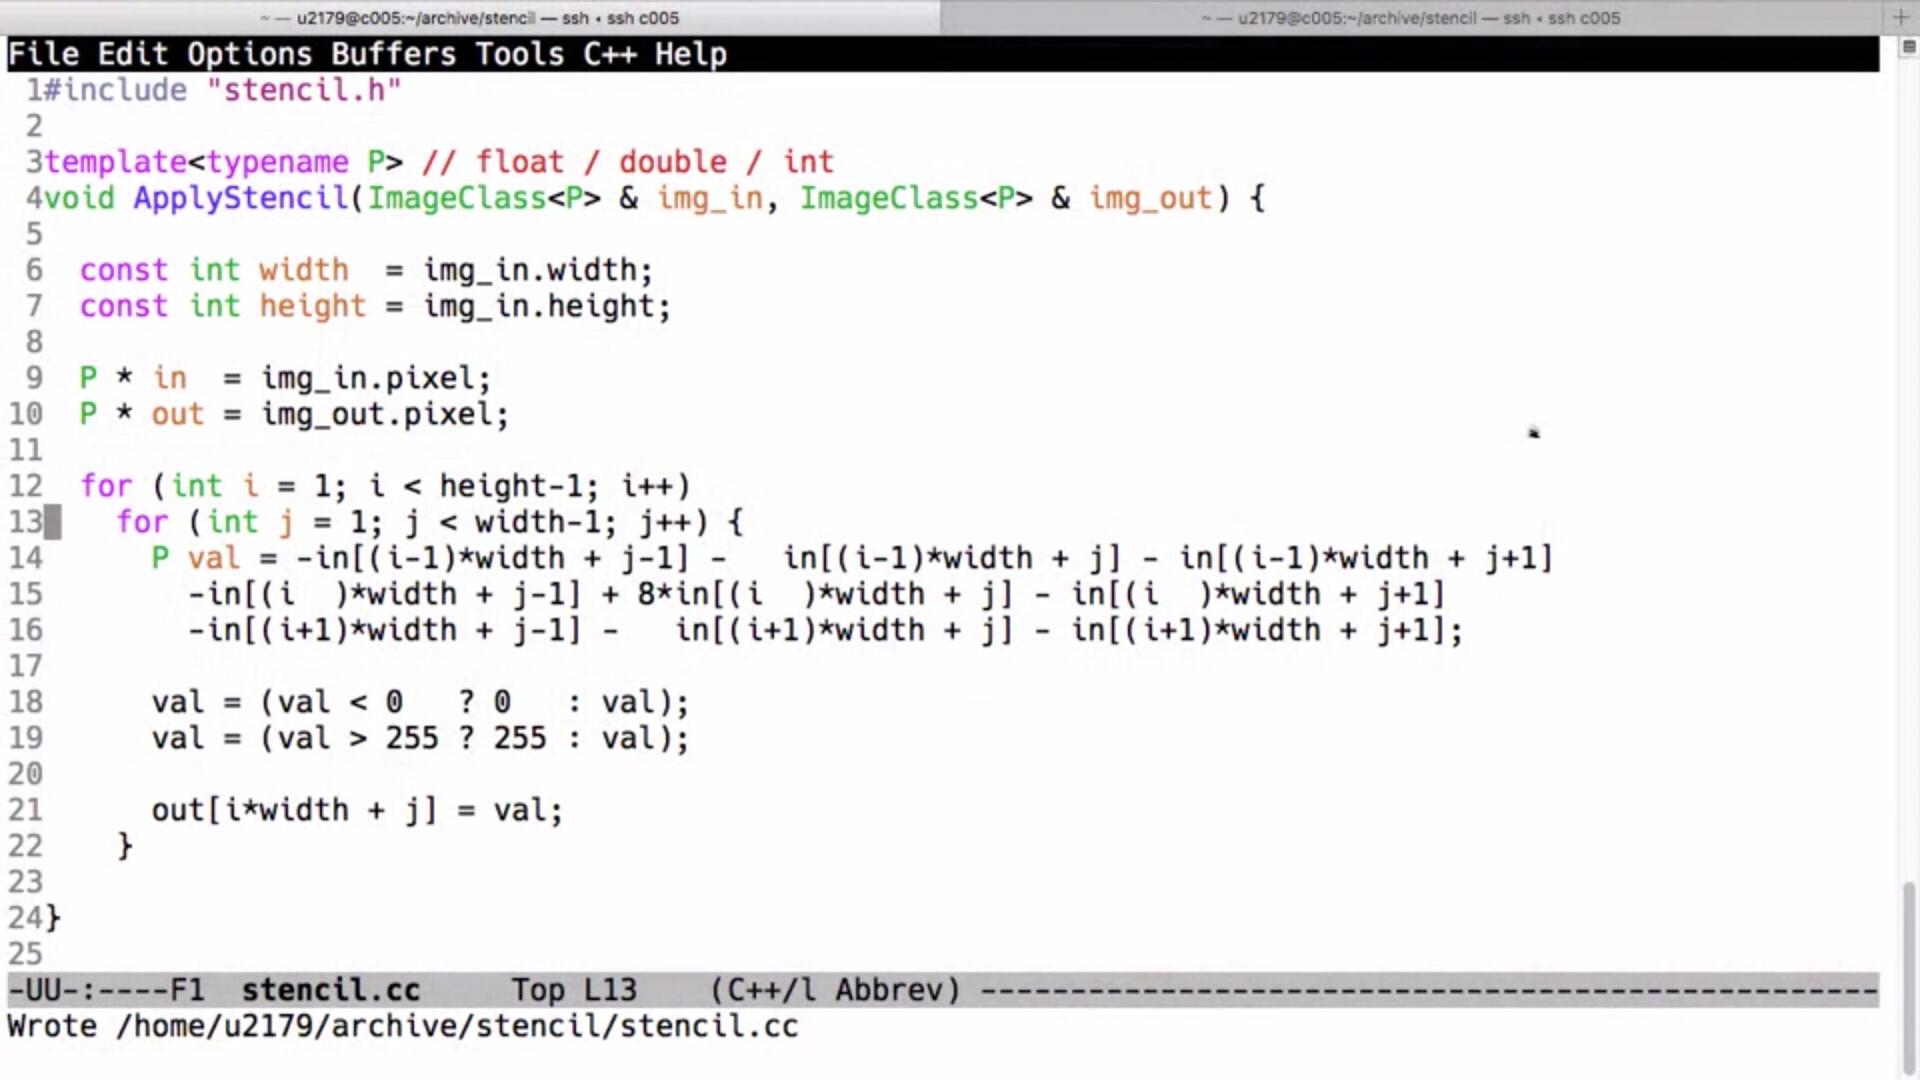 ~ — u2179@c005:~/archive/stencil — ssh • ssh c005
~ — u2179@c005:~/archive/stencil — ssh • ssh c005
File Edit Options Buffers Tools C++ Help
1#include "stencil.h"
2
3template<typename P> // float / double / int
4void ApplyStencil(ImageClass<P> & img_in, ImageClass<P> & img_out) {
5
6  const int width  = img_in.width;
7  const int height = img_in.height;
8
9  P * in  = img_in.pixel;
10  P * out = img_out.pixel;
11
12  for (int i = 1; i < height-1; i++)
13    for (int j = 1; j < width-1; j++) {
14      P val = -in[(i-1)*width + j-1] -   in[(i-1)*width + j] - in[(i-1)*width + j+1]
15        -in[(i  )*width + j-1] + 8*in[(i  )*width + j] - in[(i  )*width + j+1]
16        -in[(i+1)*width + j-1] -   in[(i+1)*width + j] - in[(i+1)*width + j+1];
17
18      val = (val < 0   ? 0   : val);
19      val = (val > 255 ? 255 : val);
20
21      out[i*width + j] = val;
22    }
23
24}
25
-UU-:----F1  stencil.cc     Top L13    (C++/l Abbrev) --------------------------------------------------
Wrote /home/u2179/archive/stencil/stencil.cc